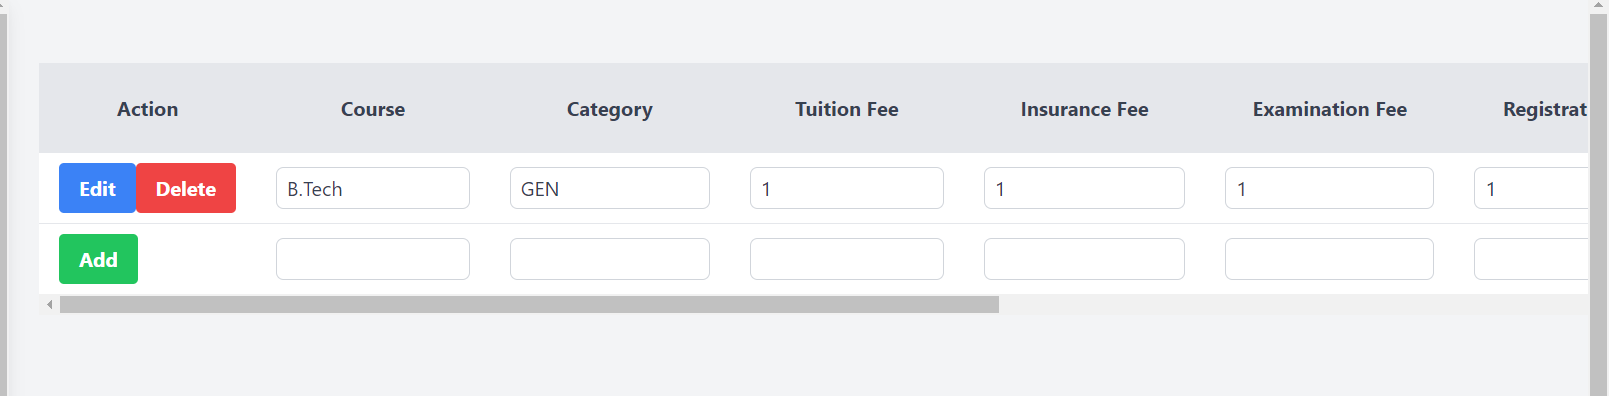 Action Course Category Tuition Fee Insurance Fee Examination Fee Registrat
Edit Delete B.Tech GEN 1 1 1 1
Add